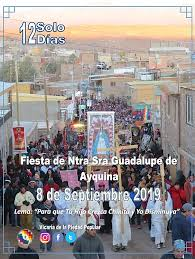 12 Solo
Días
Fiesta de Ntra Sra Guadalupe de
Ayquina
8 de Septiembre 2019
Lema: "Para que Tu Hijo Crezca Chinita y Yo Disminuya"
Vicaría de la Piedad Popular